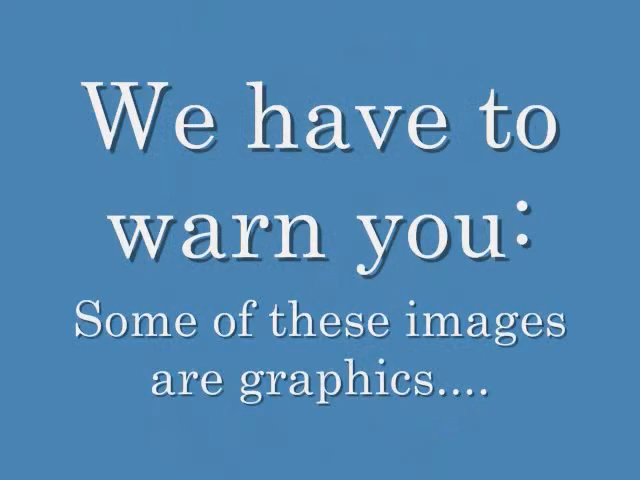 We have to
warn you:
Some of these images
are graphics....